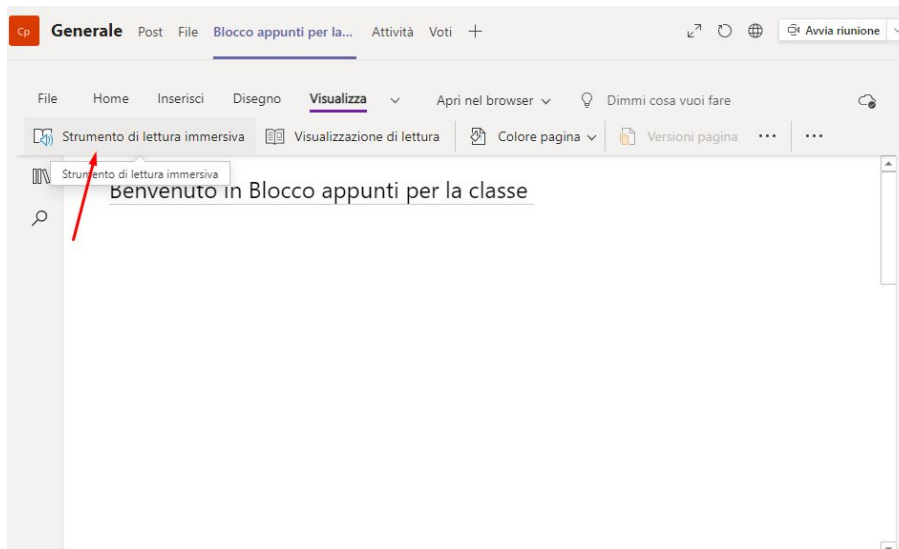 Cp Generale Post File Blocco appunti per la... Attività Voti Avvia riunione
File Home Inserisci Disegno Visualizza Apri nel browser Dimmi cosa vuoi fare
Strumento di lettura immersiva Visualizzazione di lettura Colore pagina Versioni pagina ... ...
Strumento di lettura immersiva
Benvenuto in Blocco appunti per la classe